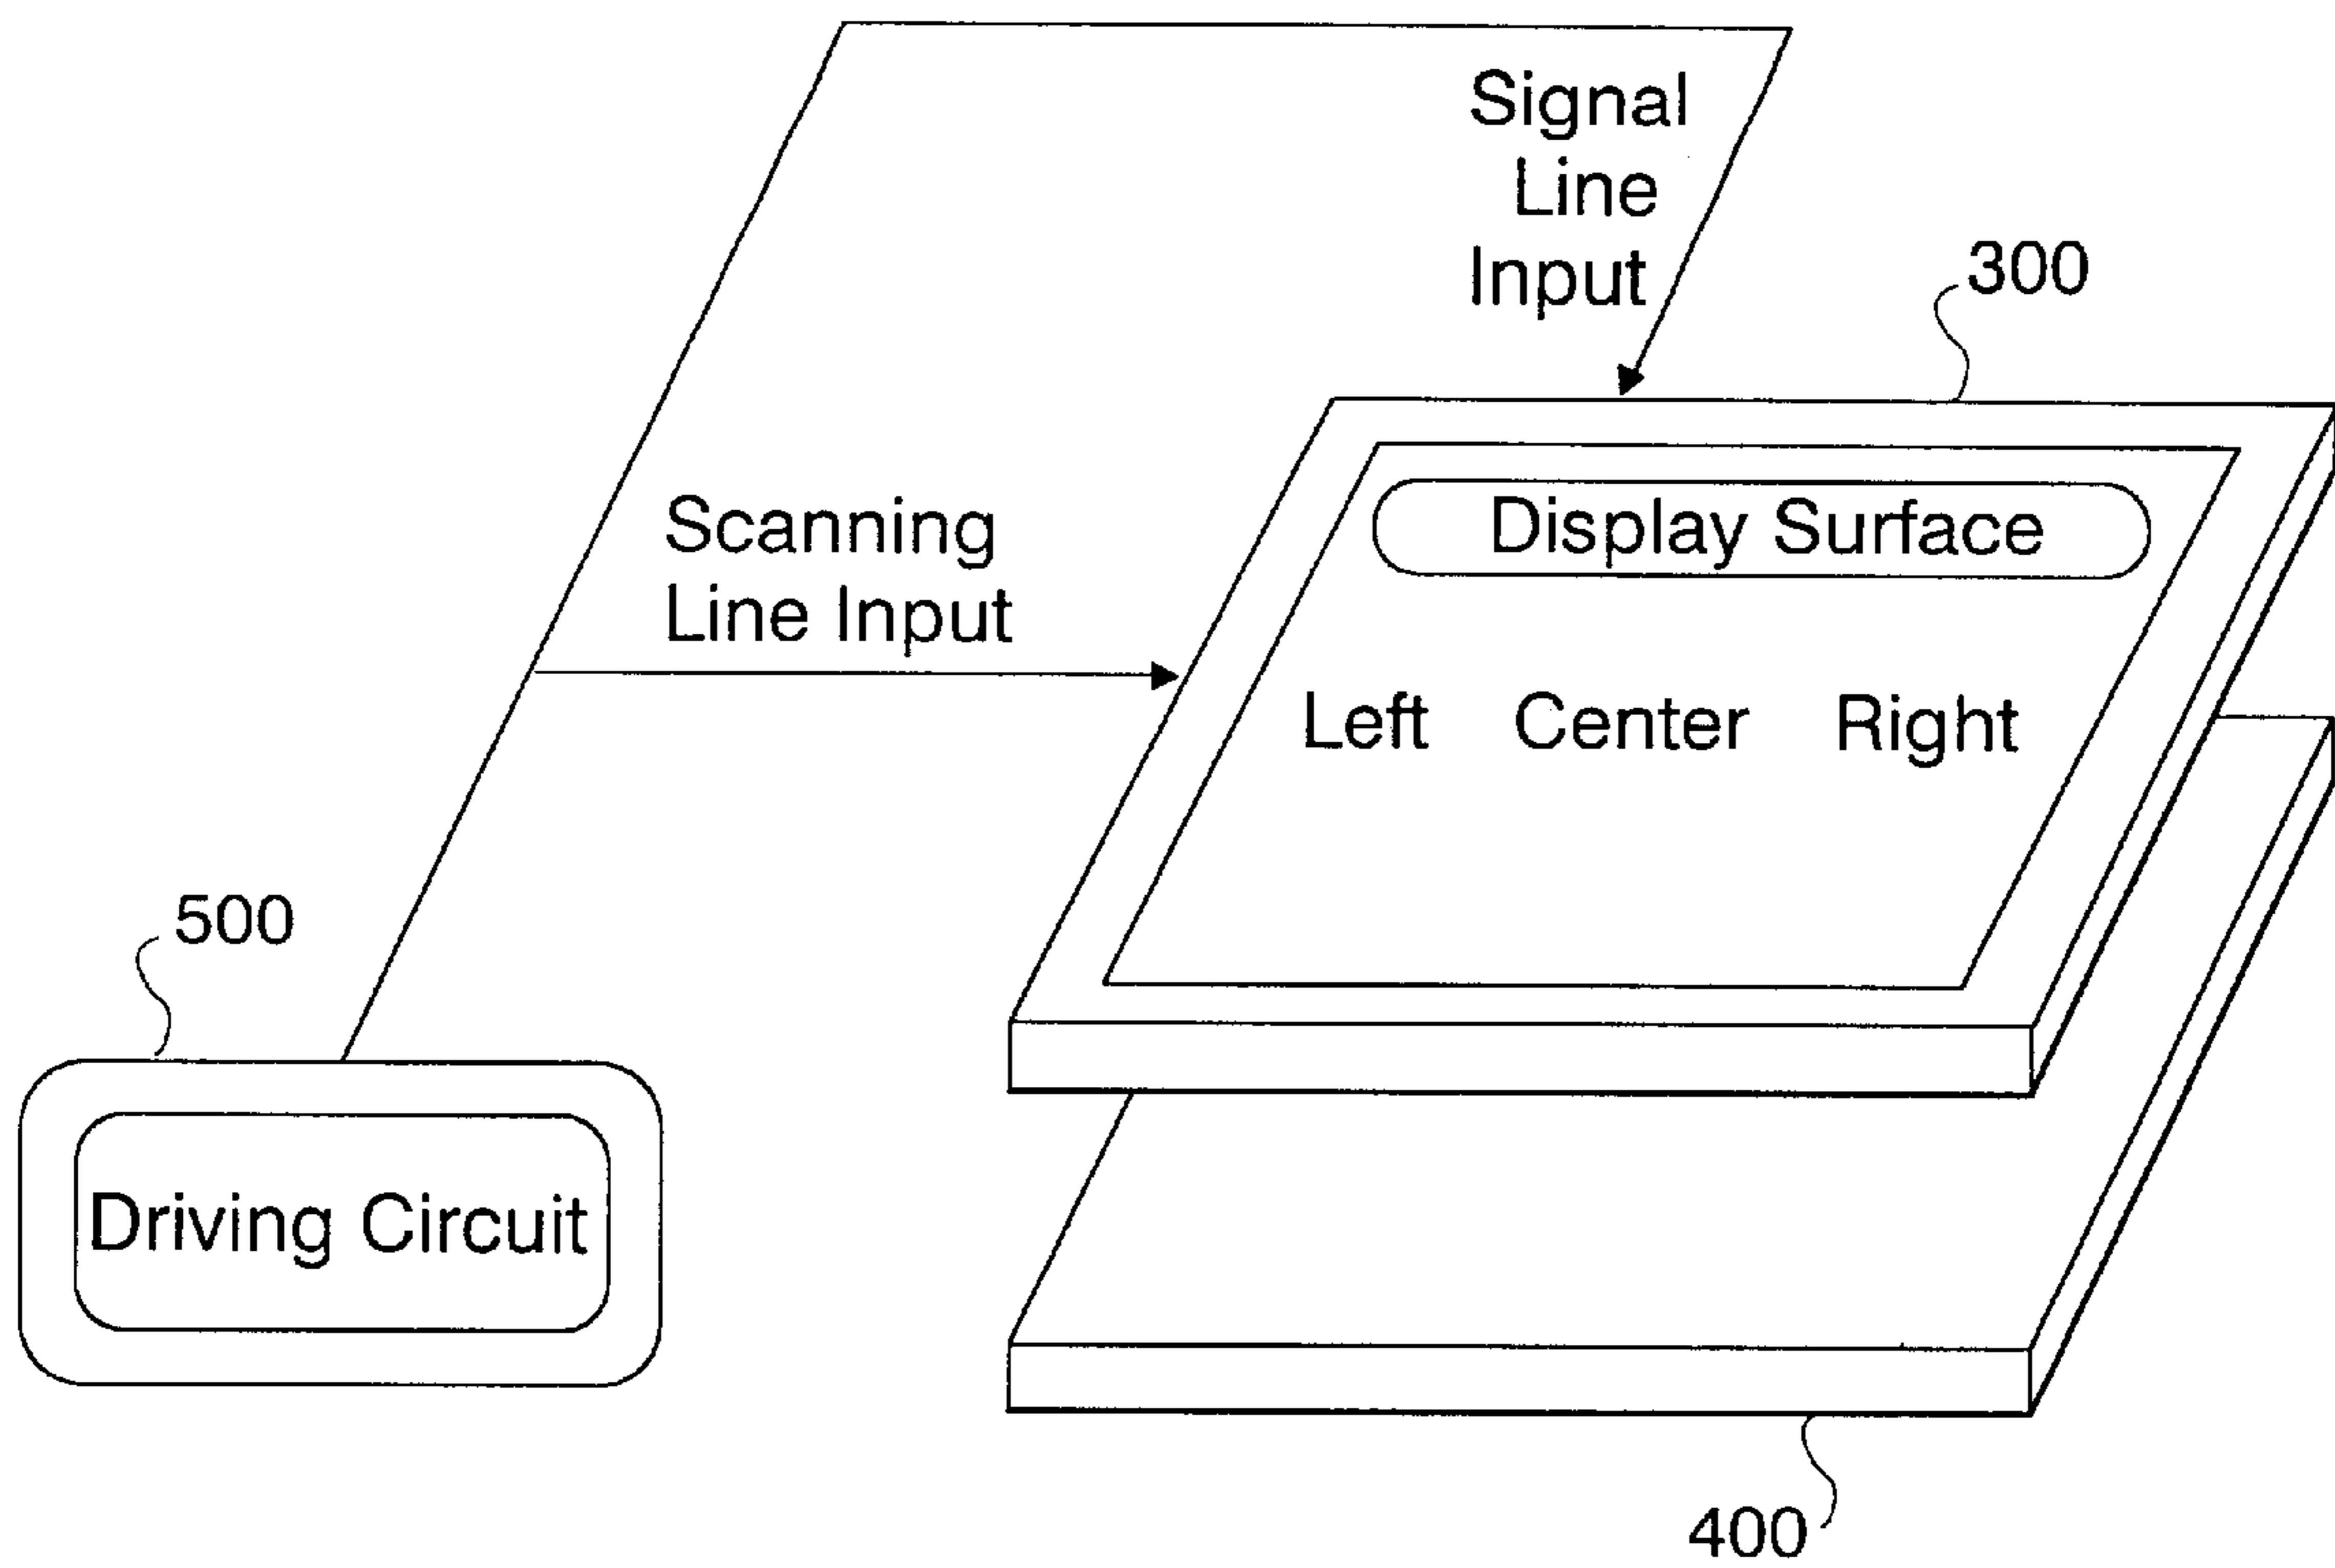 Signal
Line
Input
300
Display Surface
Scanning
Line Input
Left Center Right
500
Driving Circuit
400